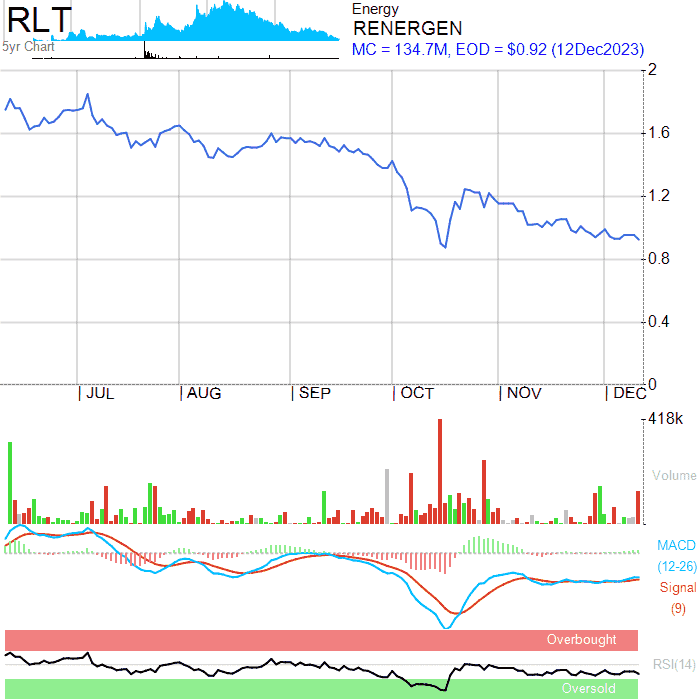 RLT
5yr Chart
Energy
RENERGEN
MC = 134.7M, EOD = $0.92 (12Dec2023)
2
1.6
1.2
0.8
0.4
0
JUL AUG SEP OCT NOV DEC
418k
Volume
MACD
(12-26)
Signal
(9)
Overbought
RSI(14)
Oversold